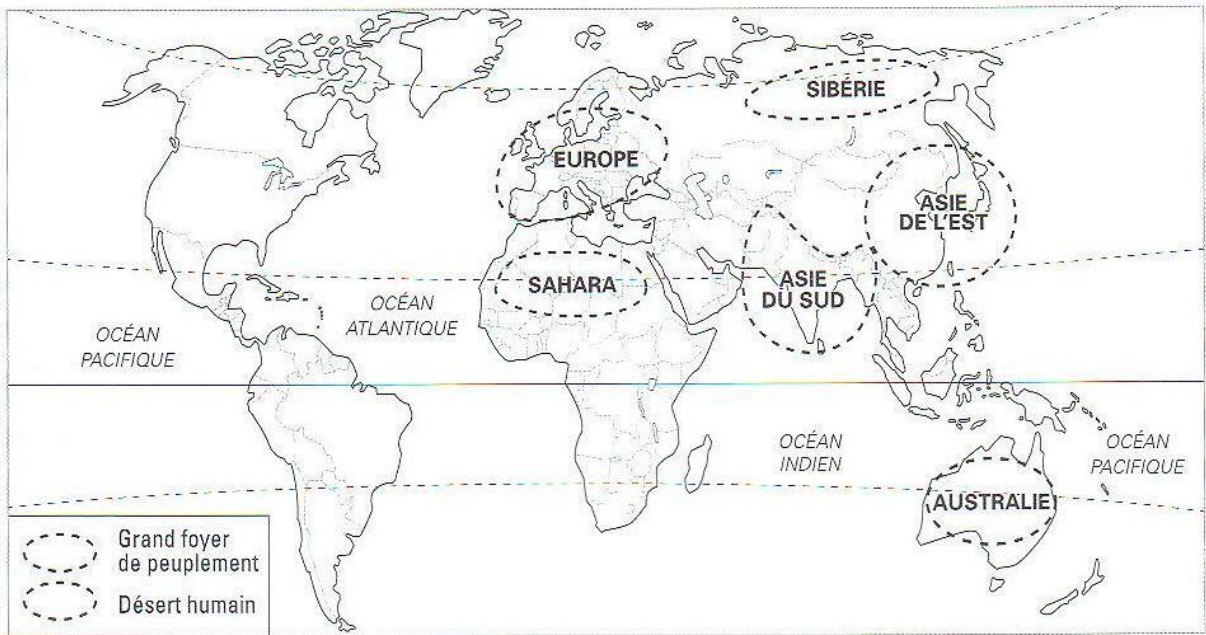 SIBÉRIE
EUROPE
ASIE
DE L'EST
SAHARA
ASIE
DU SUD
OCÉAN
ATLANTIQUE
OCÉAN
PACIFIQUE
OCÉAN
INDIEN
OCÉAN
PACIFIQUE
AUSTRALIE
Grand foyer
de peuplement
Désert humain